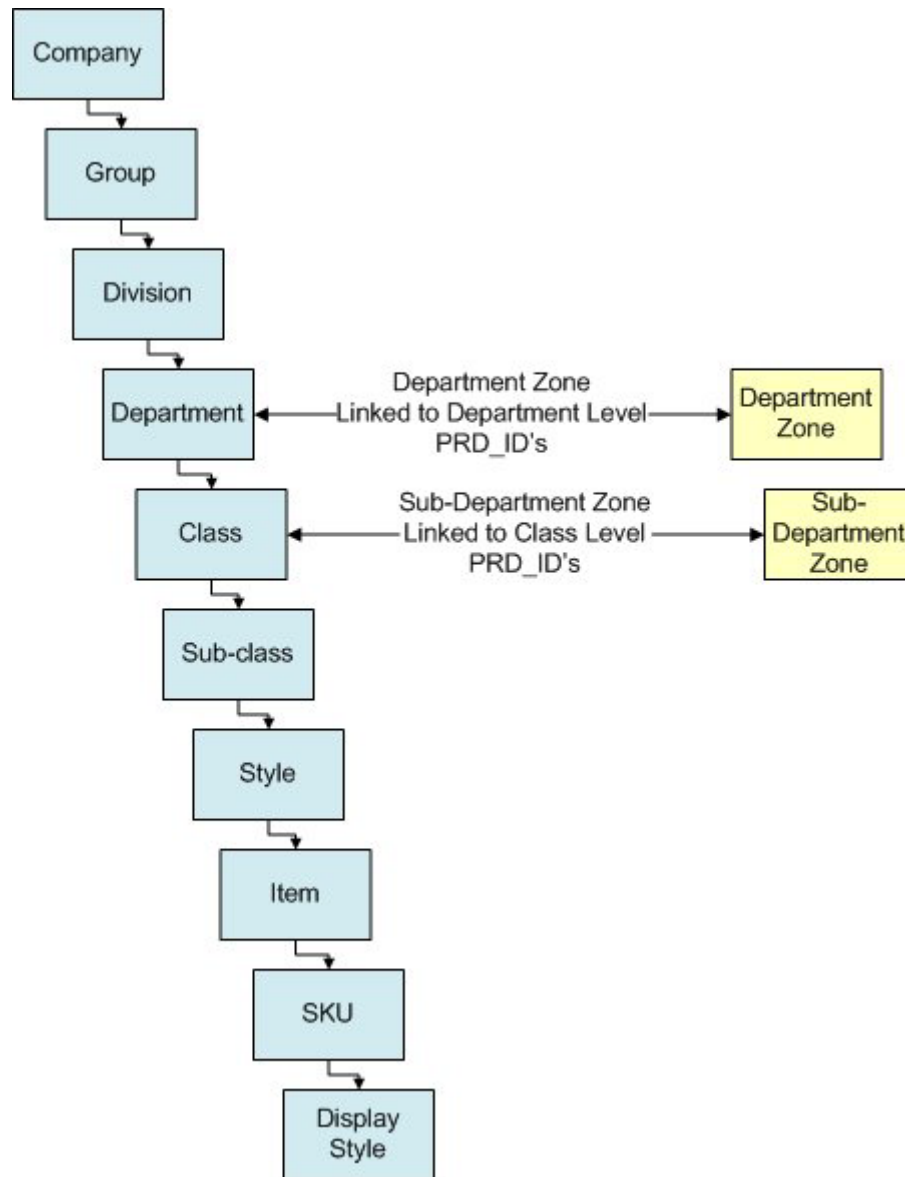 Company
Group
Division
Department
Department Zone
Linked to Department Level
PRD_ID's
Department
Zone
Class
Sub-Department Zone
Linked to Class Level
PRD_ID's
Sub-
Department
Zone
Sub-class
Style
Item
SKU
Display
Style